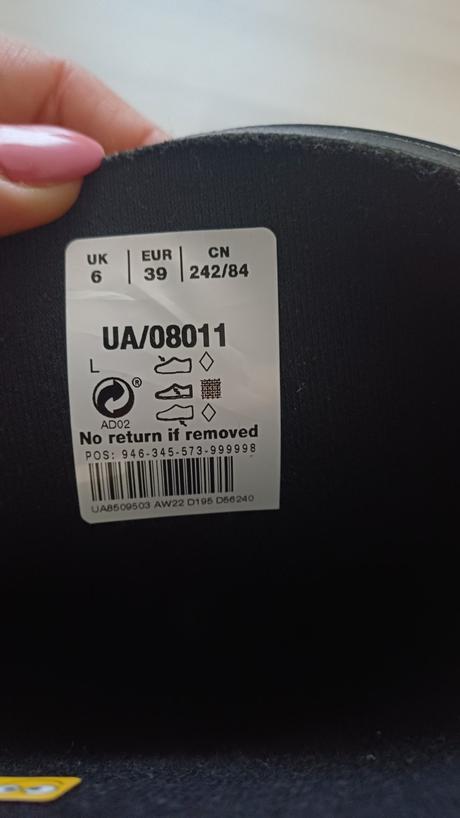 UK | EUR | CN
6 | 39 | 242/84
UA/08011
L
®
AD02
No return if removed
POS: 946-345-573-999998
UA8509503 AW22 D195 D56240